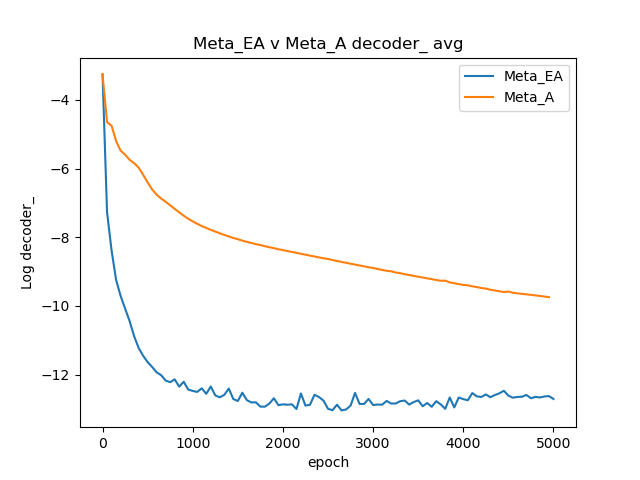 Meta_EA v Meta_A decoder_ avg
Meta_EA
Meta_A
Log decoder_
−4
−6
−8
−10
−12
0
1000
2000
3000
4000
5000
epoch